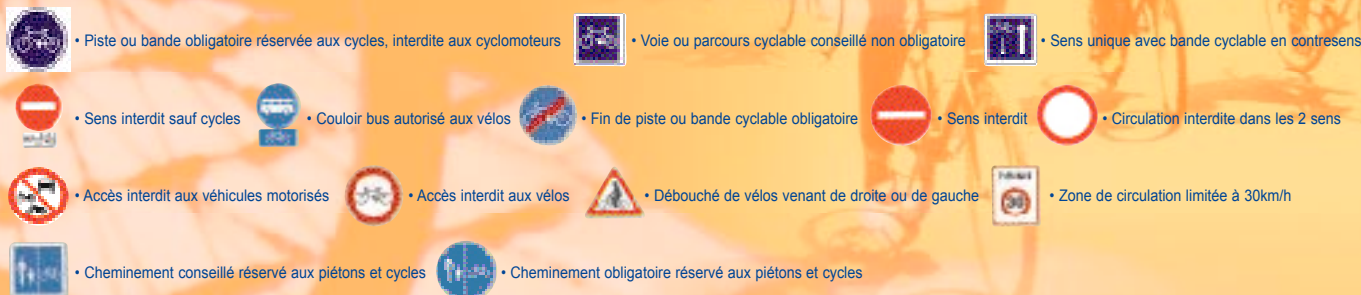 • Piste ou bande obligatoire réservée aux cycles, interdite aux cyclomoteurs • Voie ou parcours cyclable conseillé non obligatoire • Sens unique avec bande cyclable en contresens
• Sens interdit sauf cycles • Couloir bus autorisé aux vélos • Fin de piste ou bande cyclable obligatoire • Sens interdit • Circulation interdite dans les 2 sens
• Accès interdit aux véhicules motorisés • Accès interdit aux vélos • Débouché de vélos venant de droite ou de gauche 30 • Zone de circulation limitée à 30km/h
• Cheminement conseillé réservé aux piétons et cycles • Cheminement obligatoire réservé aux piétons et cycles